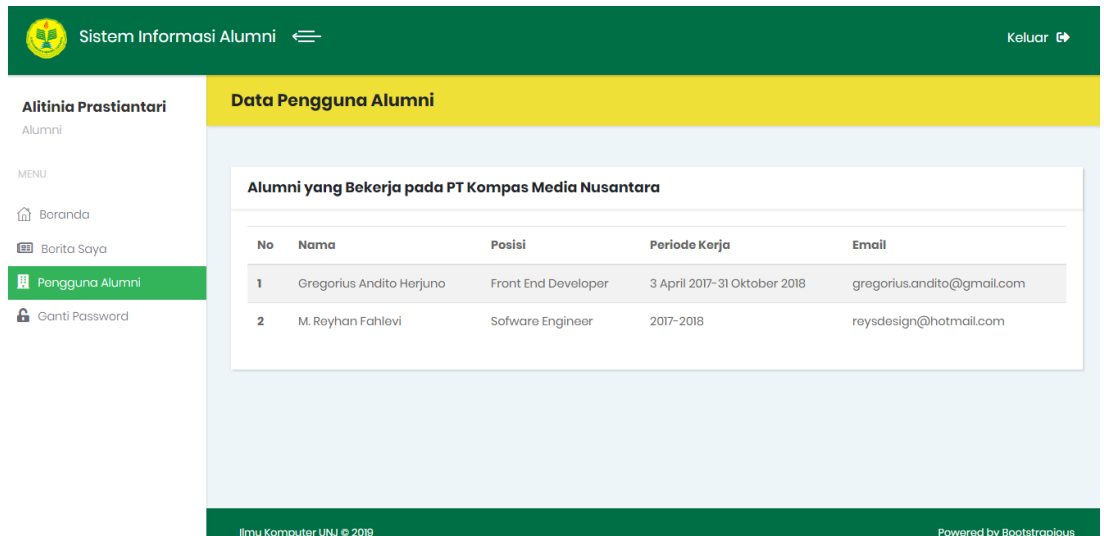 Sistem Informasi Alumni
Keluar
Alitinia Prastiantari
Alumni
MENU
Beranda
Berita Saya
Pengguna Alumni
Ganti Password
Data Pengguna Alumni
Alumni yang Bekerja pada PT Kompas Media Nusantara
No Nama Posisi Periode Kerja Email
1 Gregorius Andito Herjuno Front End Developer 3 April 2017-31 Oktober 2018 gregorius.andito@gmail.com
2 M. Reyhan Fahlevi Sofware Engineer 2017-2018 reysdesign@hotmail.com
Ilmu Komputer UNJ © 2019 Powered by Bootstrapious